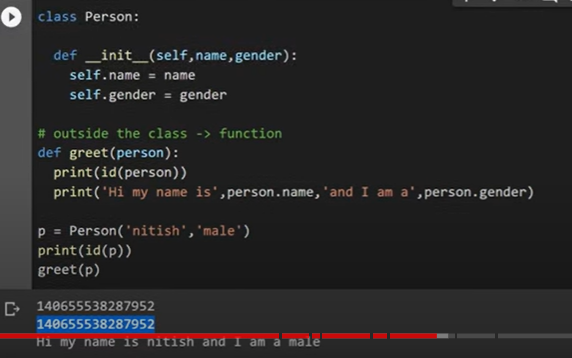 class Person:
def __init__(self,name,gender):
self.name = name
self.gender = gender
# outside the class -> function
def greet(person):
print(id(person))
print('Hi my name is',person.name,'and I am a',person.gender)
p = Person('nitish','male')
print(id(p))
greet(p)
140655538287952
140655538287952
Hi my name is nitish and I am a male